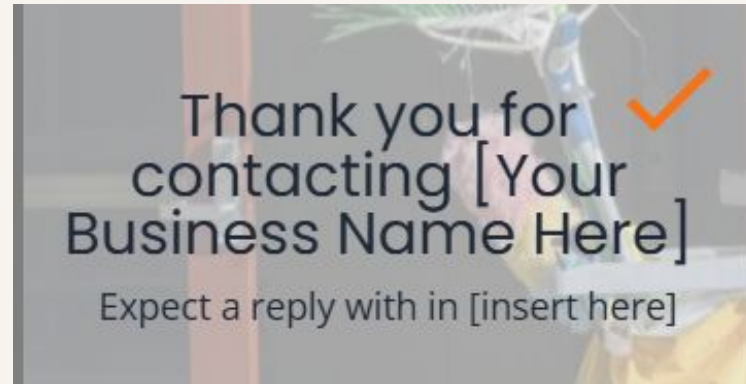 Thank you for
contacting [Your
Business Name Here]
Expect a reply with in [insert here]